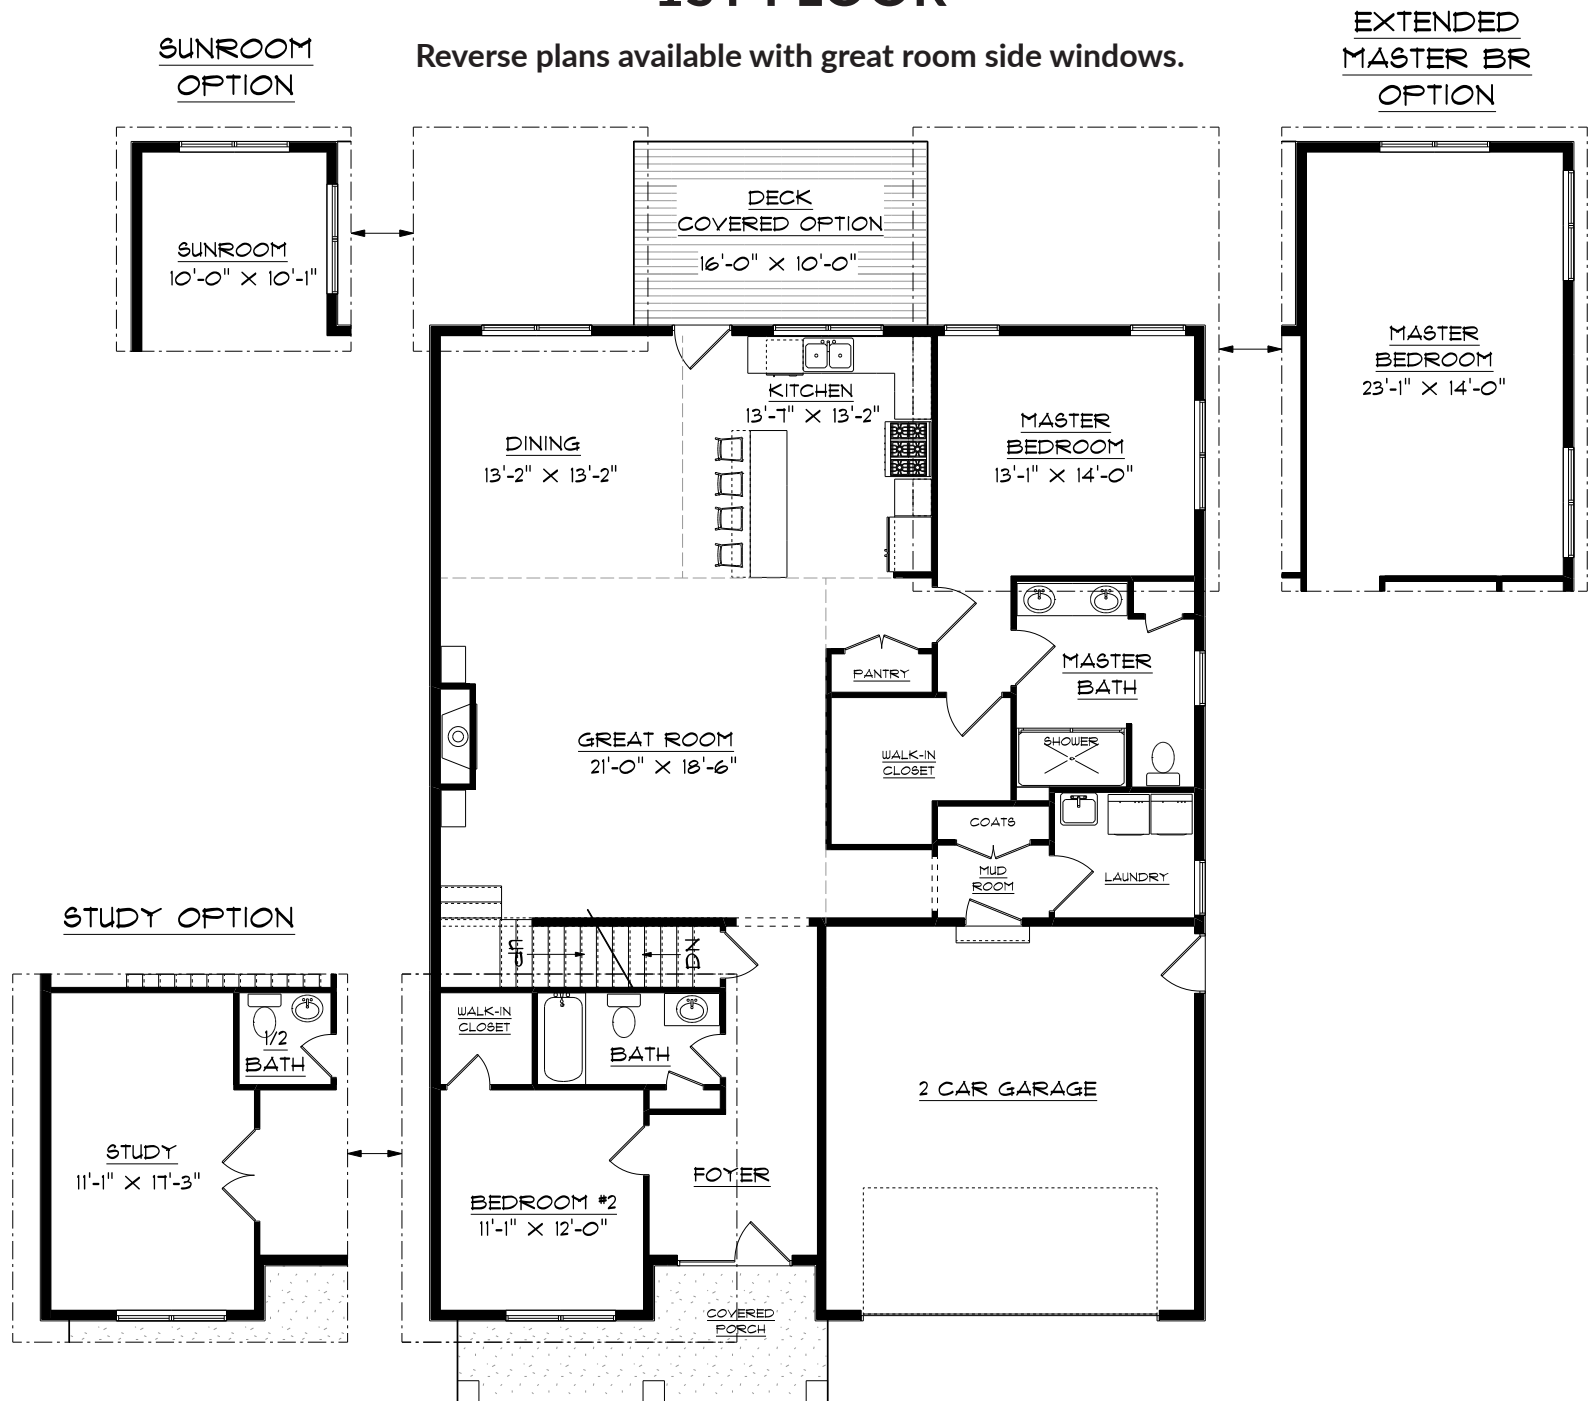 1ST FLOOR
Reverse plans available with great room side windows.
SUNROOM
OPTION
EXTENDED
MASTER BR
OPTION
SUNROOM
10'-0" X 10'-1"
DECK
COVERED OPTION
16'-0" X 10'-0"
MASTER
BEDROOM
23'-1" X 14'-0"
KITCHEN
13'-7" X 13'-2"
DINING
13'-2" X 13'-2"
MASTER
BEDROOM
13'-1" X 14'-0"
PANTRY
MASTER
BATH
GREAT ROOM
21'-0" X 18'-6"
WALK-IN
CLOSET
SHOWER
COATS
MUD
ROOM
LAUNDRY
STUDY OPTION
UP
DN
WALK-IN
CLOSET
BATH
1/2
BATH
2 CAR GARAGE
STUDY
11'-1" X 17'-3"
FOYER
BEDROOM #2
11'-1" X 12'-0"
COVERED
PORCH